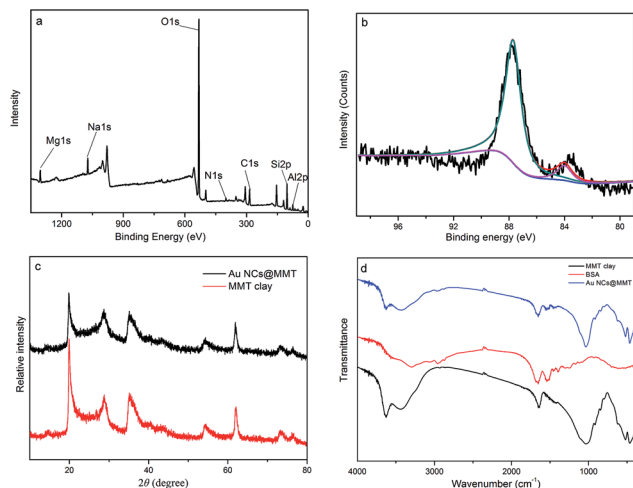 a
O1s
Na1s
Mg1s
C1s
Si2p
N1s
Al2p
Intensity
1200 900 600 300 0
Binding Energy (eV)
b
Intensity (Counts)
96 92 88 84 80
Binding energy (eV)
c
Au NCs@MMT
MMT clay
Relative intensity
20 40 60 80
2θ (degree)
d
MMT clay
BSA
Au NCs@MMT
Transmittance
4000 3000 2000 1000
Wavenumber (cm⁻¹)